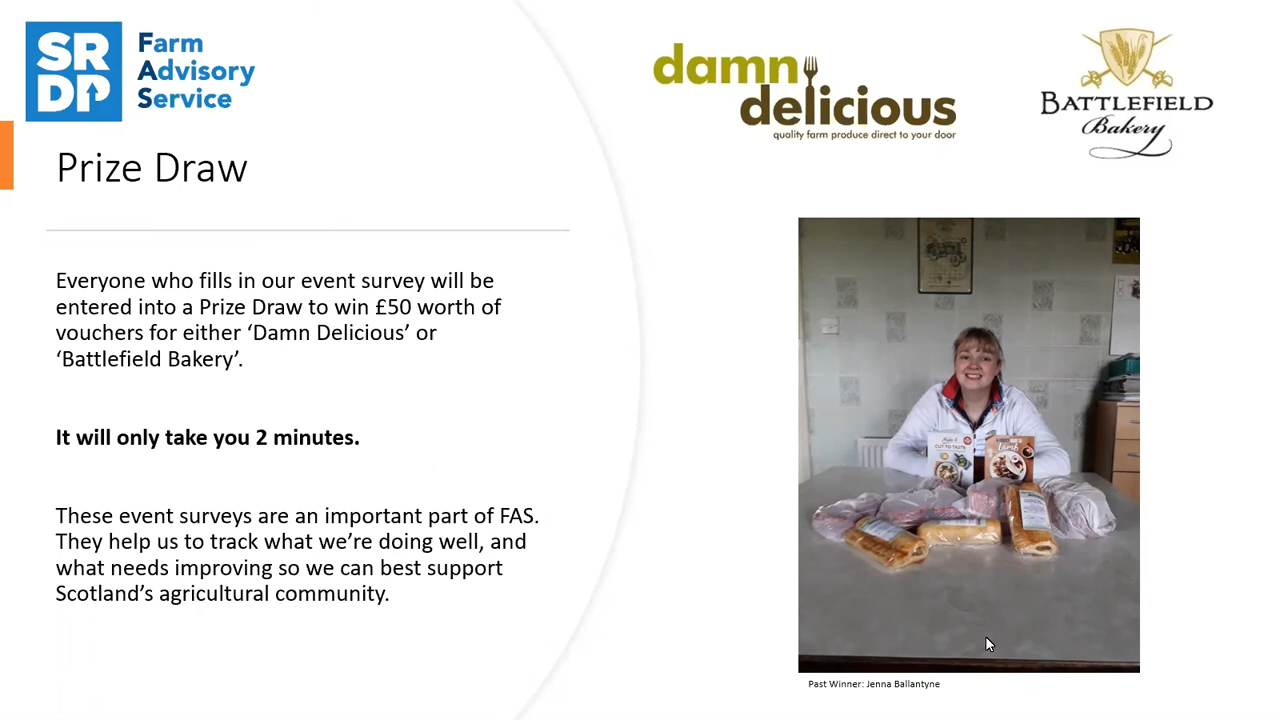 SR
DP
Farm
Advisory
Service
damn
delicious
quality farm produce direct to your door
BATTLEFIELD
Bakery
Prize Draw
Everyone who fills in our event survey will be
entered into a Prize Draw to win £50 worth of
vouchers for either ‘Damn Delicious’ or
‘Battlefield Bakery’.
It will only take you 2 minutes.
These event surveys are an important part of FAS.
They help us to track what we’re doing well, and
what needs improving so we can best support
Scotland’s agricultural community.
CUT TO TASTE
Lamb
Past Winner: Jenna Ballantyne